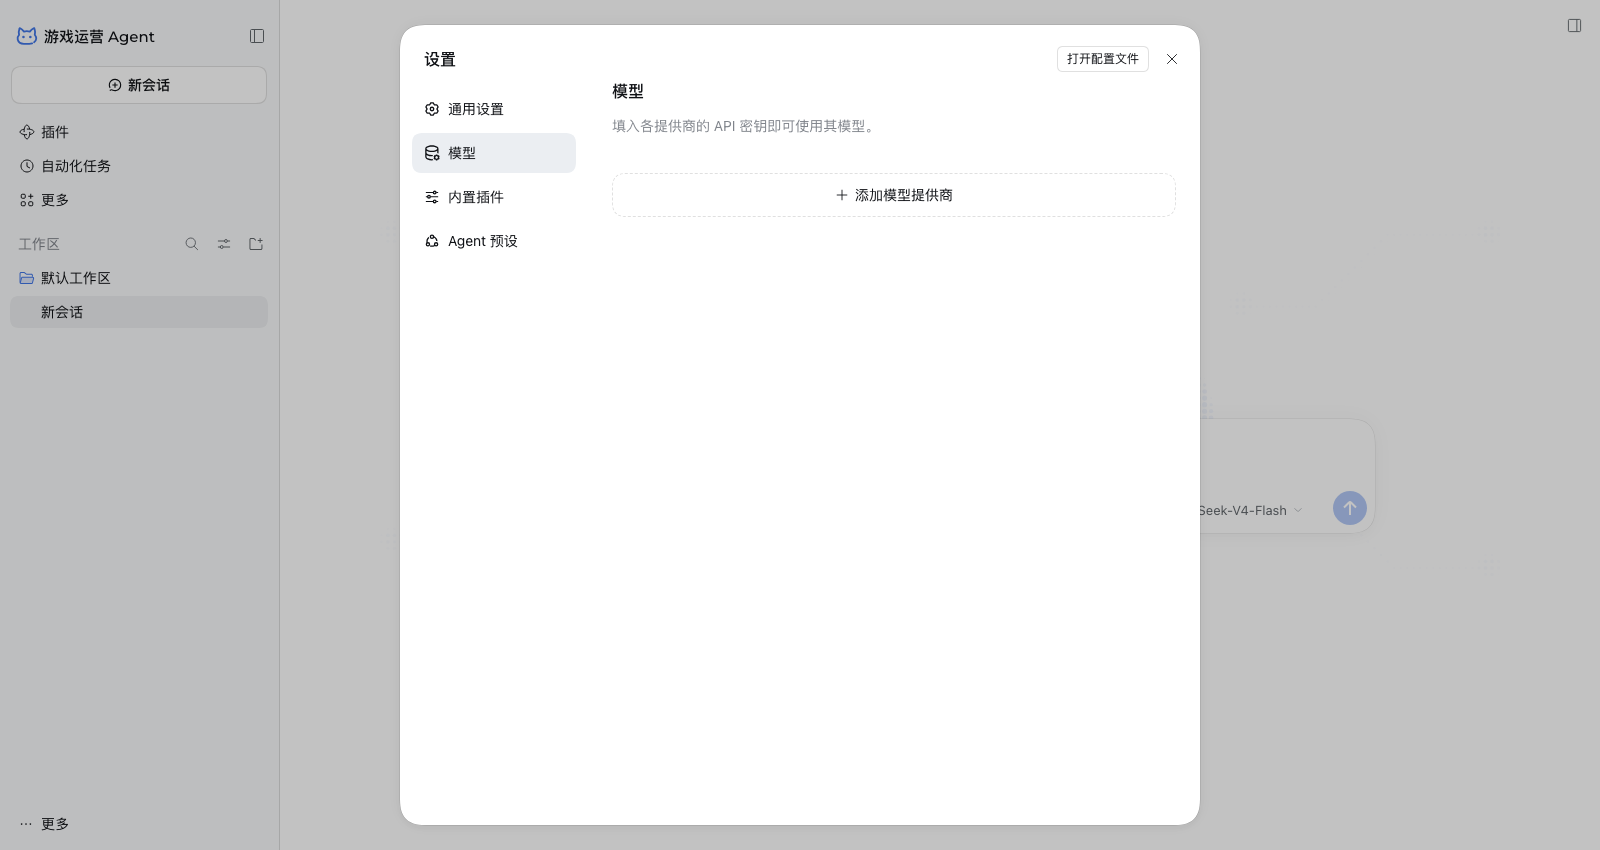 游戏运营 Agent
新会话
插件
自动化任务
更多
工作区
默认工作区
新会话
更多
设置
打开配置文件
通用设置
模型
内置插件
Agent 预设
模型
填入各提供商的 API 密钥即可使用其模型。
添加模型提供商
Seek-V4-Flash